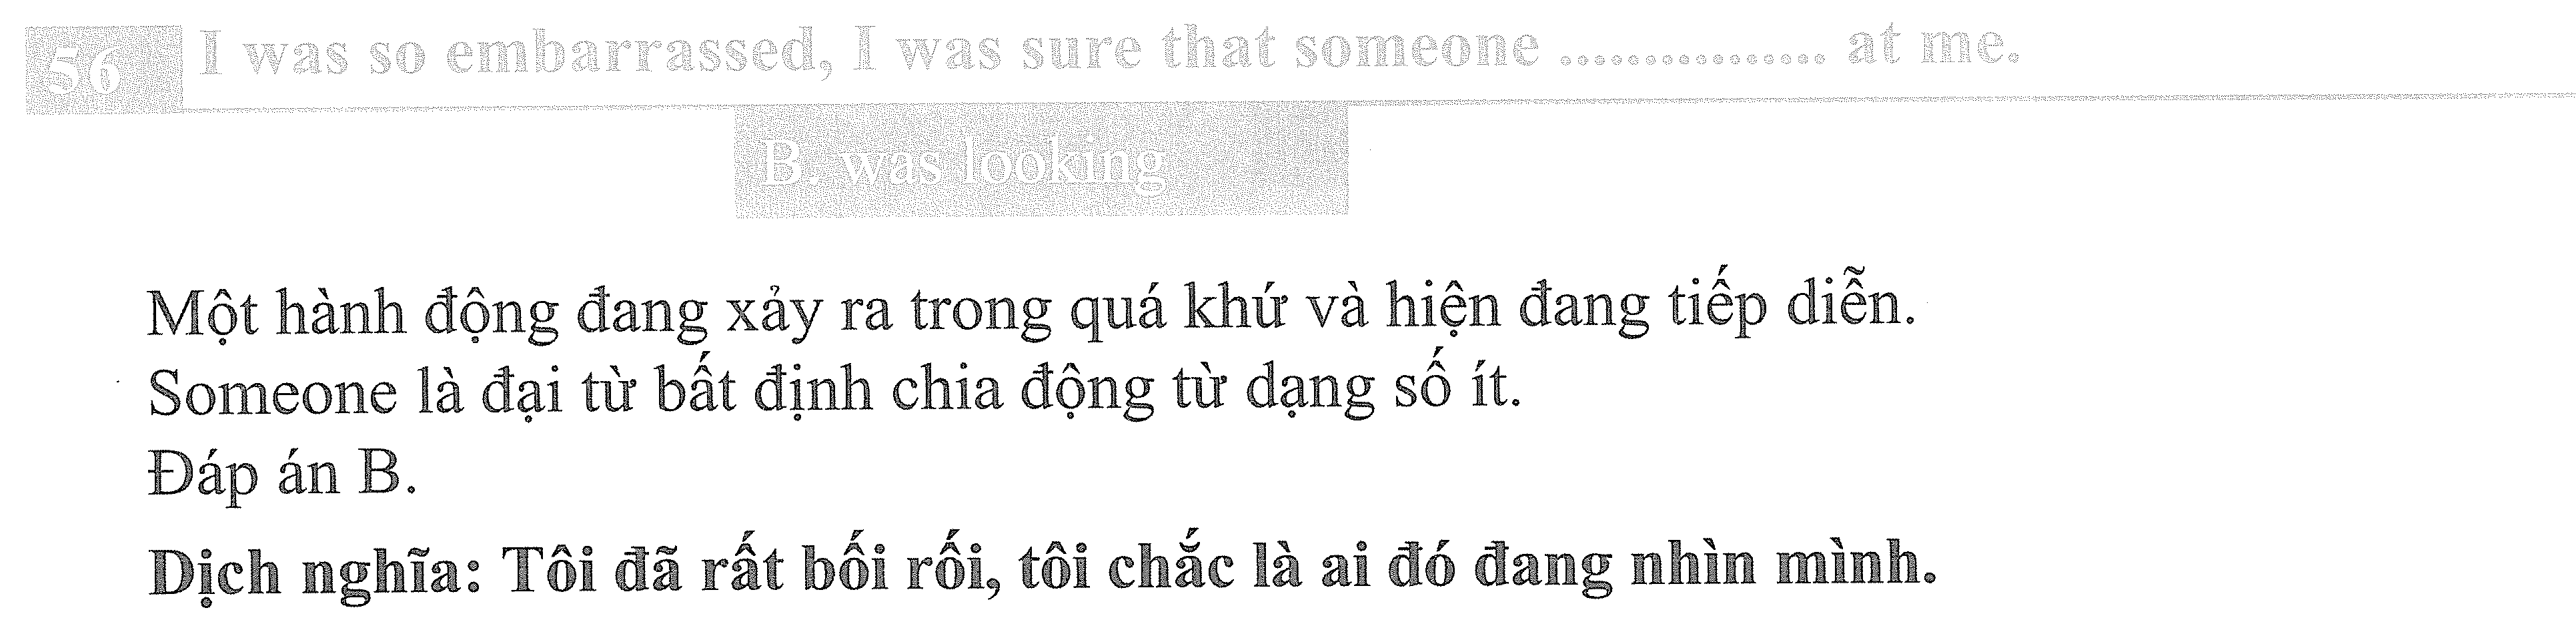 56 I was so embarrassed, I was sure that someone ................ at me.
B. was looking
Một hành động đang xảy ra trong quá khứ và hiện đang tiếp diễn.
Someone là đại từ bất định chia động từ dạng số ít.
Đáp án B.
Dịch nghĩa: Tôi đã rất bối rối, tôi chắc là ai đó đang nhìn mình.